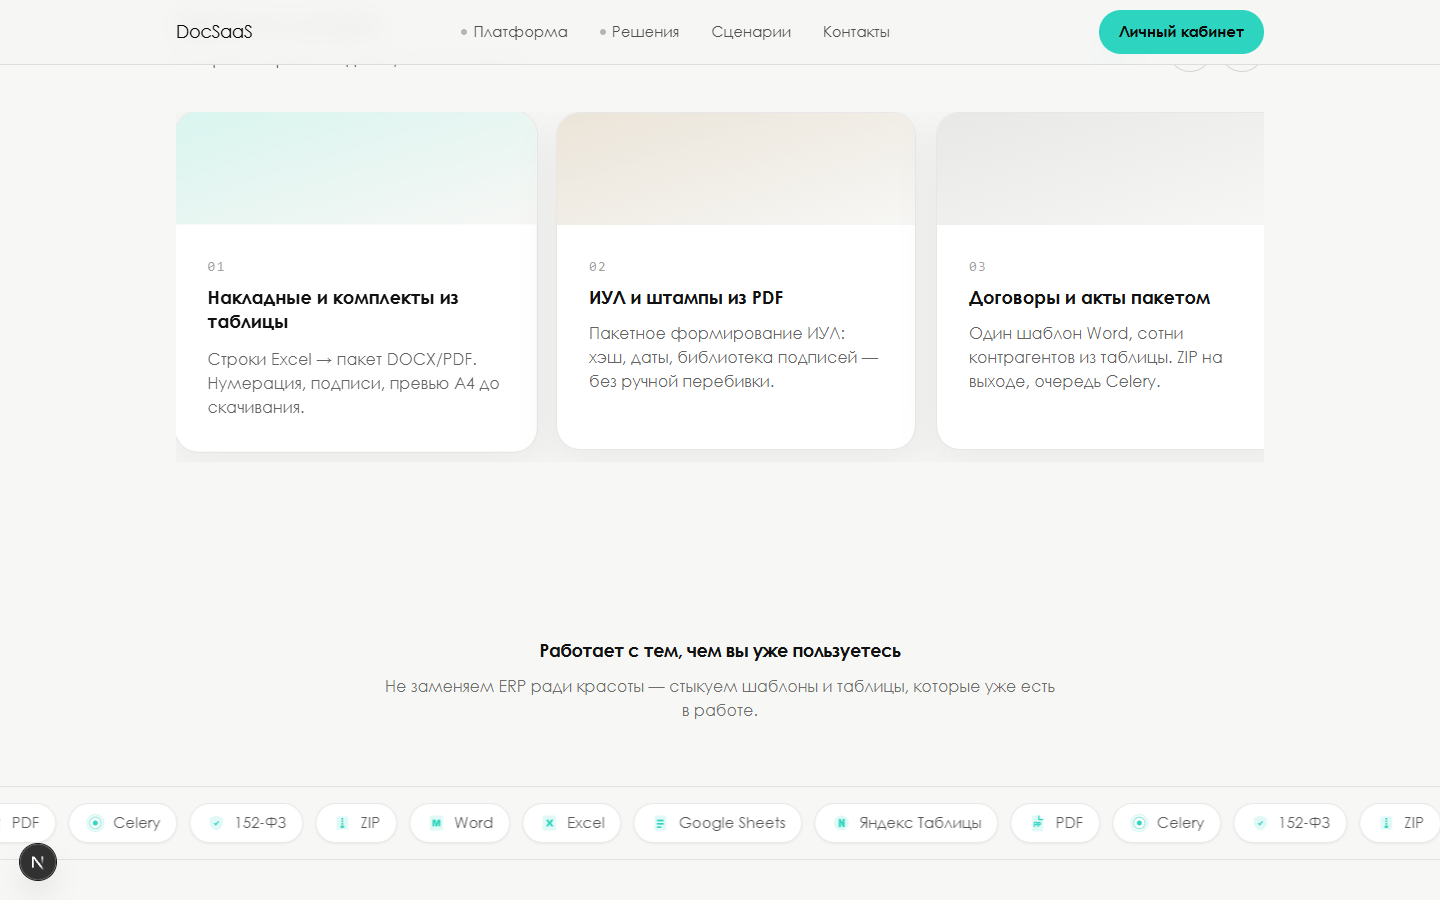 DocSaaS
Платформа
Решения
Сценарии
Контакты
Личный кабинет
01
Накладные и комплекты из
таблицы
Строки Excel → пакет DOCX/PDF.
Нумерация, подписи, превью A4 до
скачивания.
02
ИУЛ и штампы из PDF
Пакетное формирование ИУЛ:
хэш, даты, библиотека подписей —
без ручной перебивки.
03
Договоры и акты пакетом
Один шаблон Word, сотни
контрагентов из таблицы. ZIP на
выходе, очередь Celery.
Работает с тем, чем вы уже пользуетесь
Не заменяем ERP ради красоты — стыкуем шаблоны и таблицы, которые уже есть
в работе.
PDF
Celery
152-ФЗ
ZIP
Word
Excel
Google Sheets
Яндекс Таблицы
PDF
Celery
152-ФЗ
ZIP